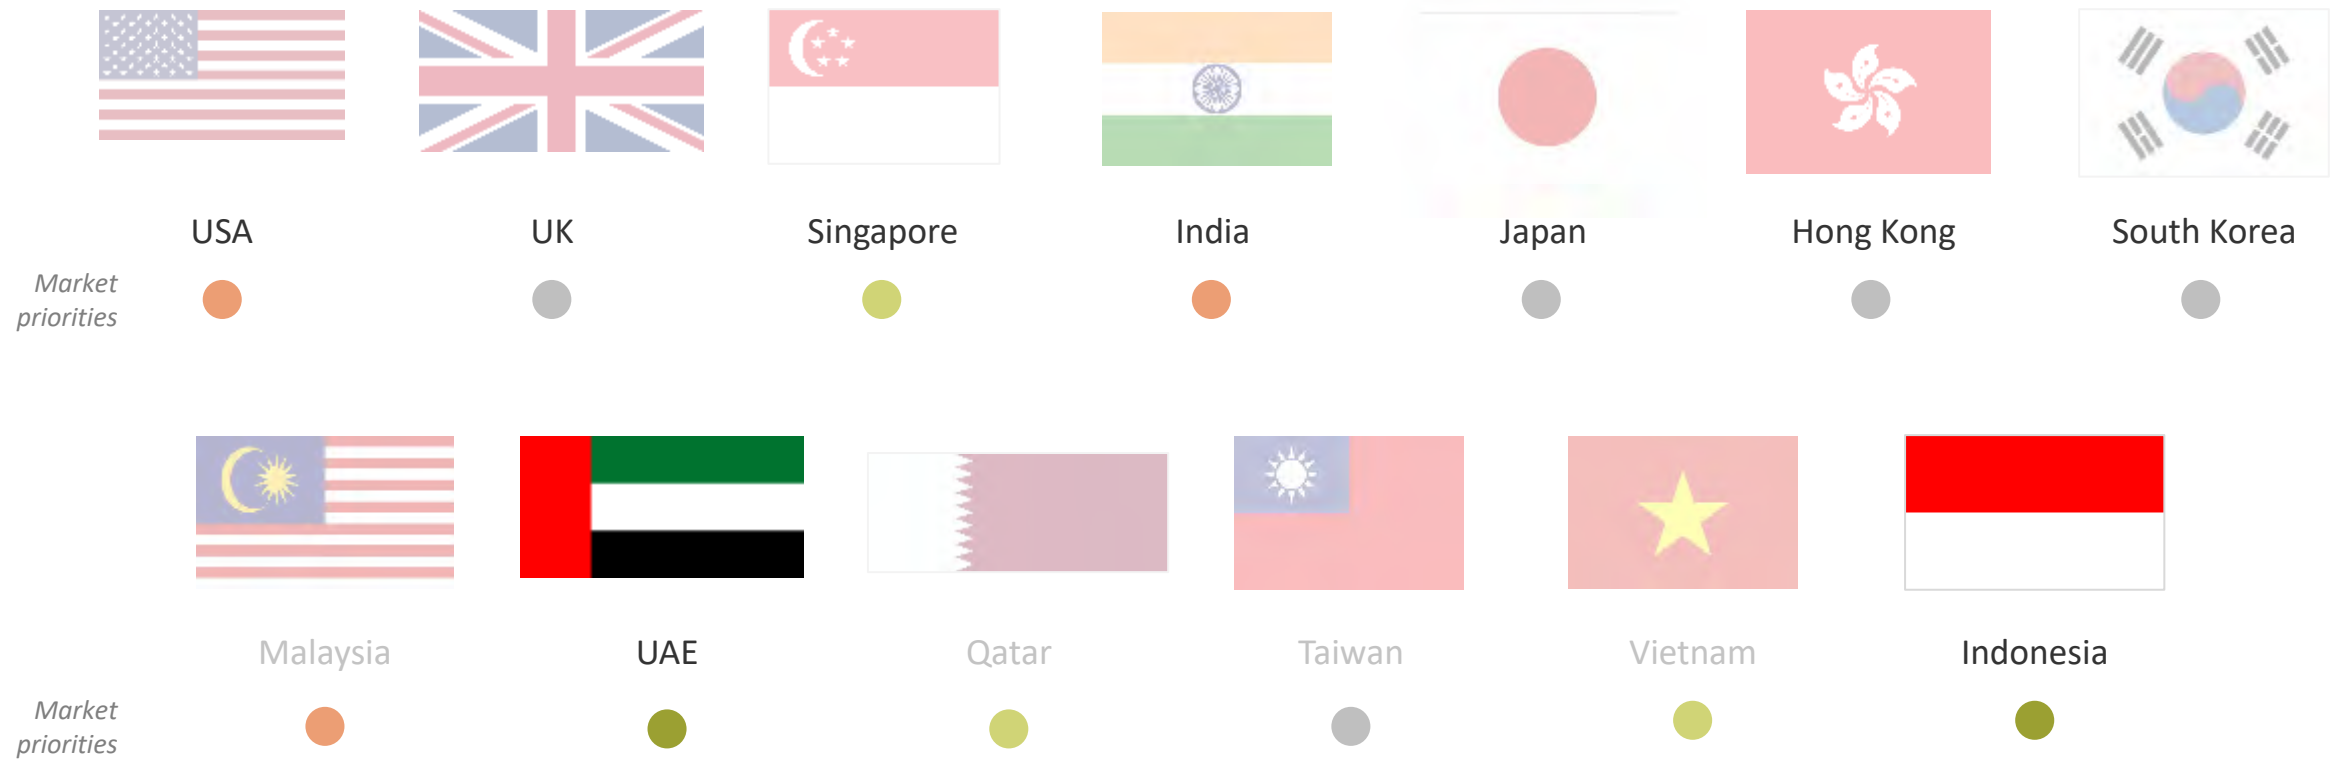 USA
UK
Singapore
India
Japan
Hong Kong
South Korea
Market
priorities
Malaysia
UAE
Qatar
Taiwan
Vietnam
Indonesia
Market
priorities